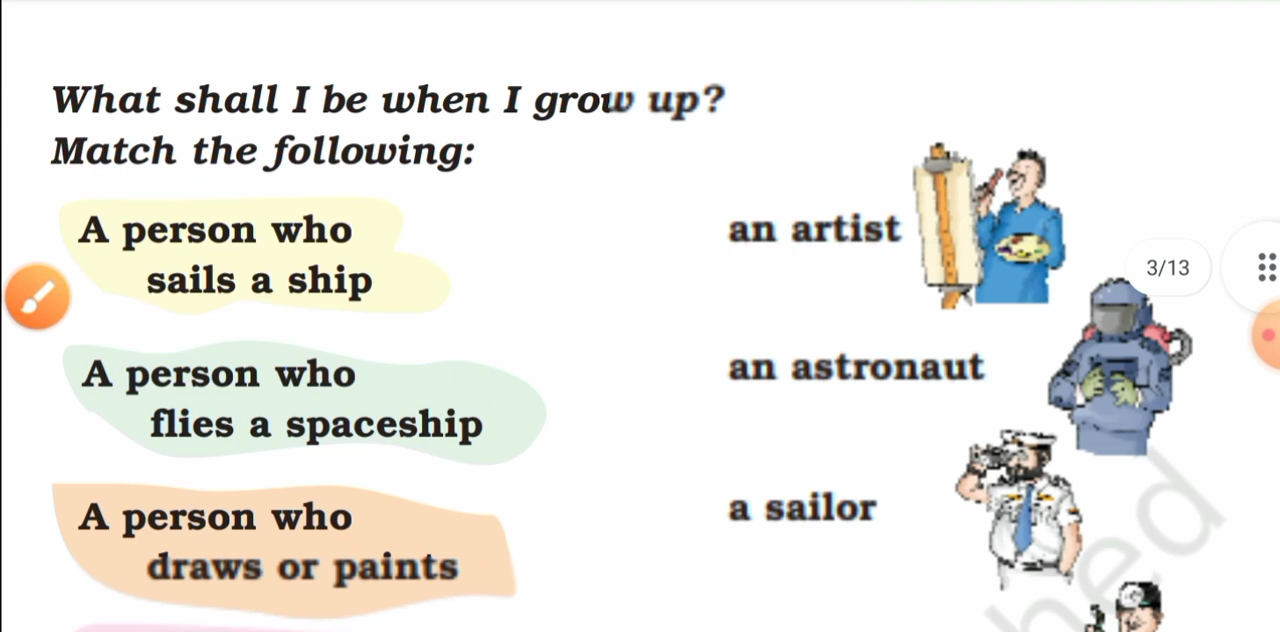 What shall I be when I grow up?
Match the following:
A person who
sails a ship
an artist
3/13
A person who
flies a spaceship
an astronaut
A person who
draws or paints
a sailor
hed